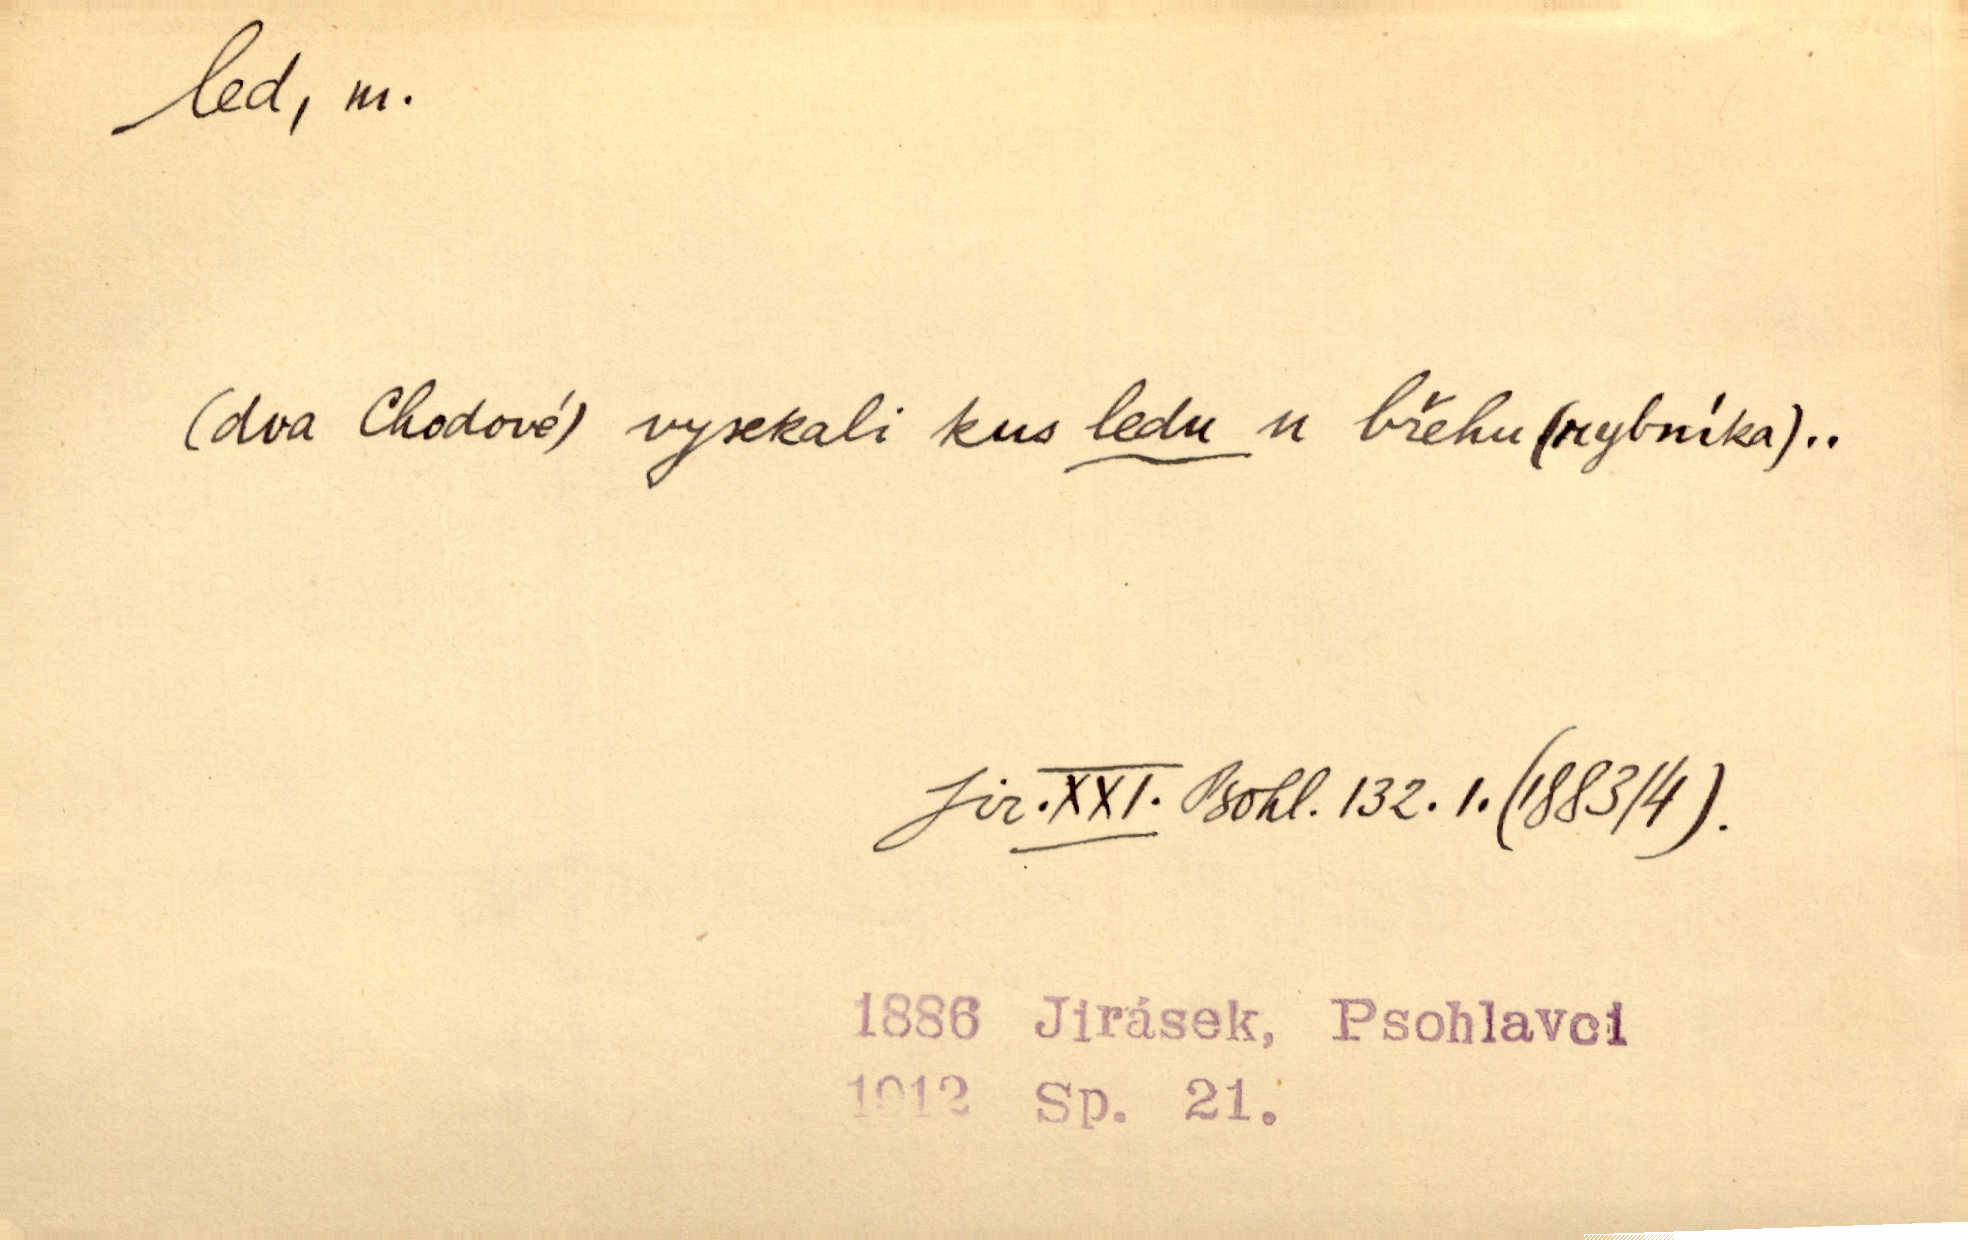 led, m.
(dva Chodové) vysekali kus ledu u břehu (rybníka)..
Jir. XXI. Psohl. 132. 1. (1883/4).
1886 Jirásek, Psohlavci
1912 Sp. 21.